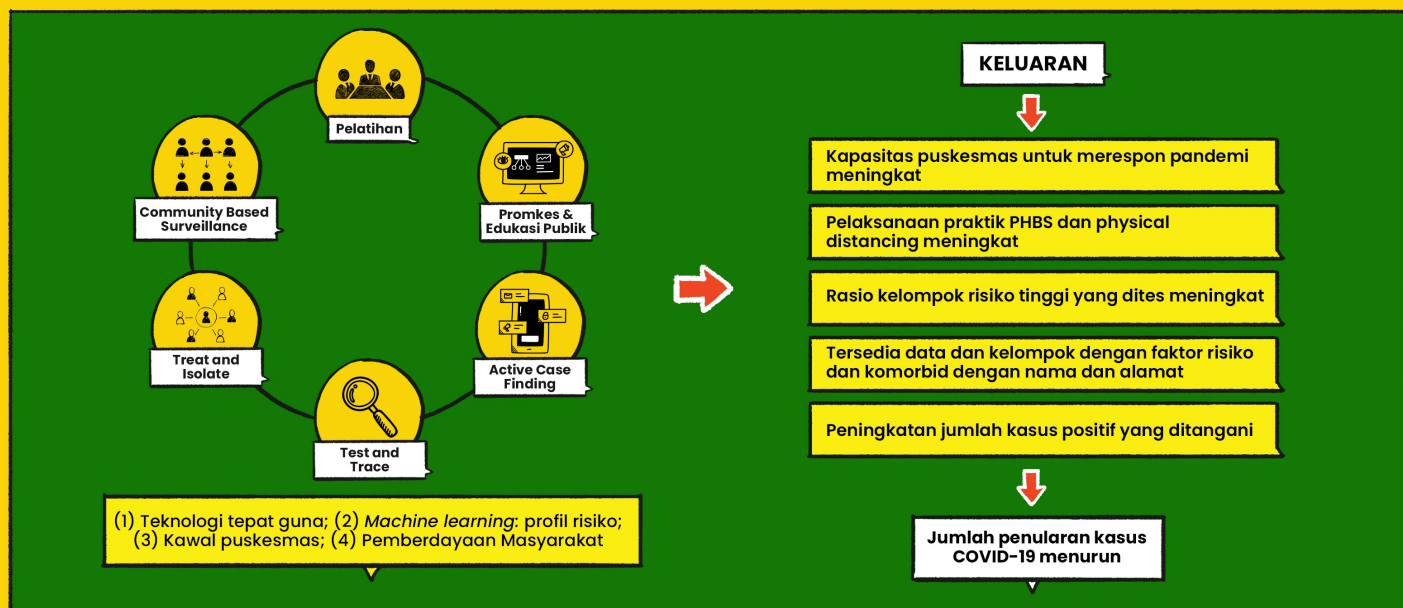 Pelatihan
Promkes &
Edukasi Publik
Active Case
Finding
Test and
Trace
Treat and
Isolate
Community Based
Surveillance
(1) Teknologi tepat guna; (2) Machine learning: profil risiko;
(3) Kawal puskesmas; (4) Pemberdayaan Masyarakat
KELUARAN
Kapasitas puskesmas untuk merespon pandemi
meningkat
Pelaksanaan praktik PHBS dan physical
distancing meningkat
Rasio kelompok risiko tinggi yang dites meningkat
Tersedia data dan kelompok dengan faktor risiko
dan komorbid dengan nama dan alamat
Peningkatan jumlah kasus positif yang ditangani
Jumlah penularan kasus
COVID-19 menurun